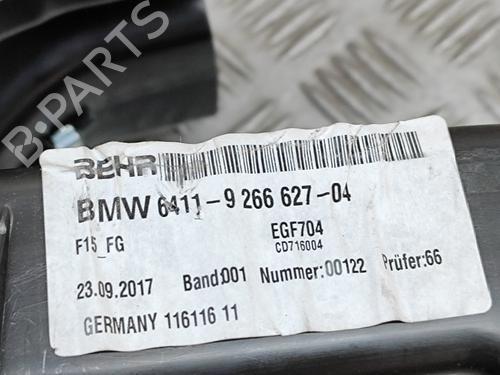 B·PARTS
BEHR
BMW 6411-9 266 627-04
F15_FG EGF704
CD716004
23.09.2017 Band:001 Nummer:00122 Prüfer:66
GERMANY 116116 11